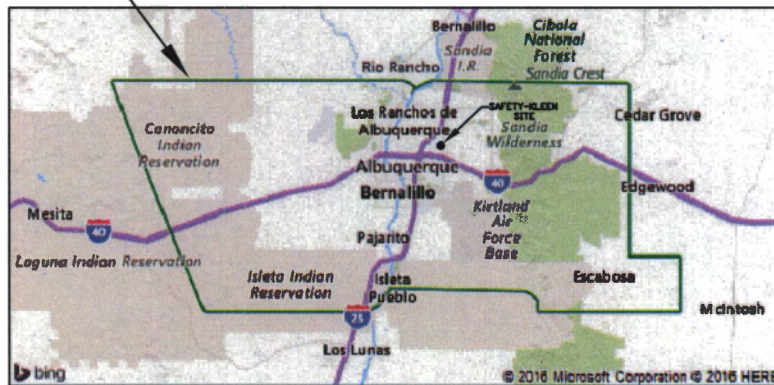 Bernalillo
Cibola
National
Forest
Sandia
I.R.
Rio Rancho
Sandia Crest
SAFETY-KLEEN
SITE
Los Ranchos de
Albuquerque
Cedar Grove
Canoncito
Indian
Reservation
Sandia
Wilderness
Albuquerque
40
Edgewood
Bernalillo
Mesita
40
Kirtland
Air
Force
Base
Pajarito
Laguna Indian Reservation
Isleta Indian
Reservation
Isleta
Pueblo
Escabosa
25
McIntosh
Los Lunas
bing
© 2016 Microsoft Corporation © 2016 HERE